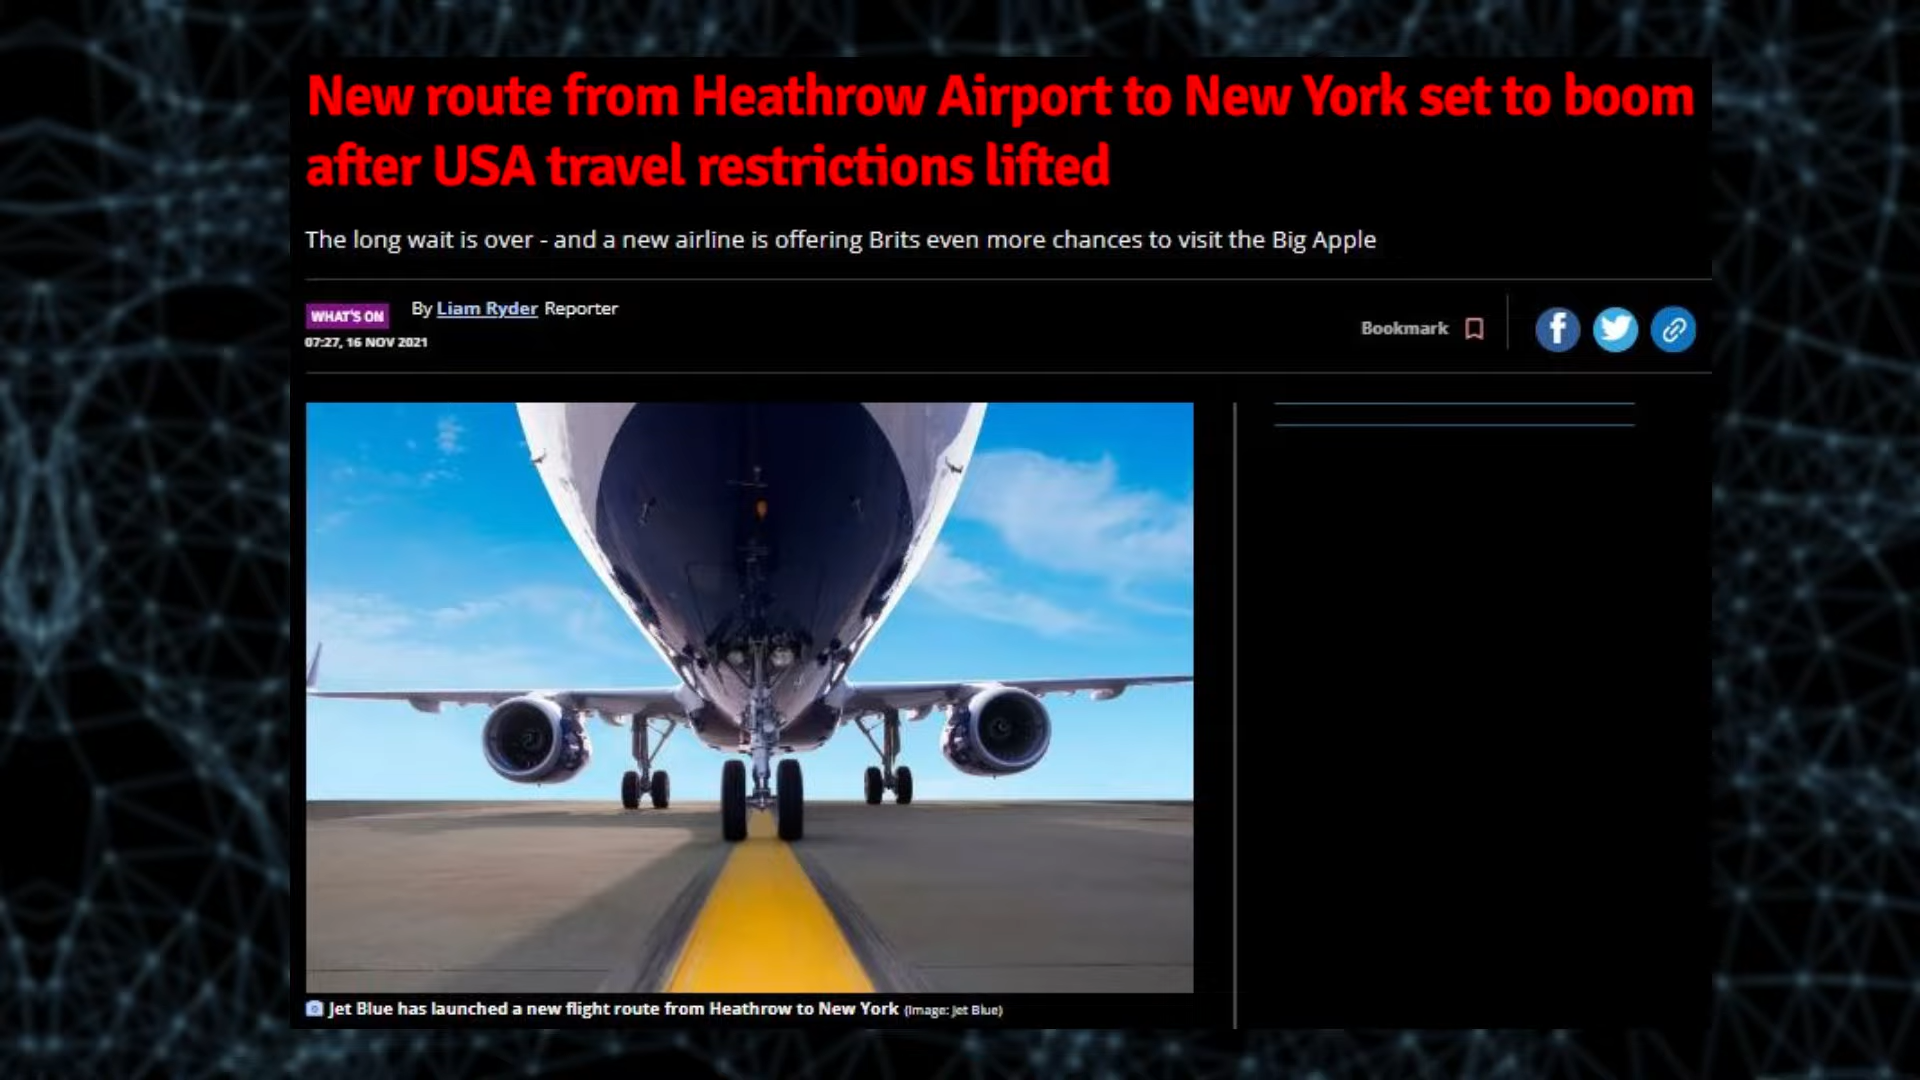 New route from Heathrow Airport to New York set to boom
after USA travel restrictions lifted
The long wait is over - and a new airline is offering Brits even more chances to visit the Big Apple
WHAT'S ON
By Liam Ryder Reporter
07:27, 16 NOV 2021
Bookmark
Jet Blue has launched a new flight route from Heathrow to New York (Image: Jet Blue)